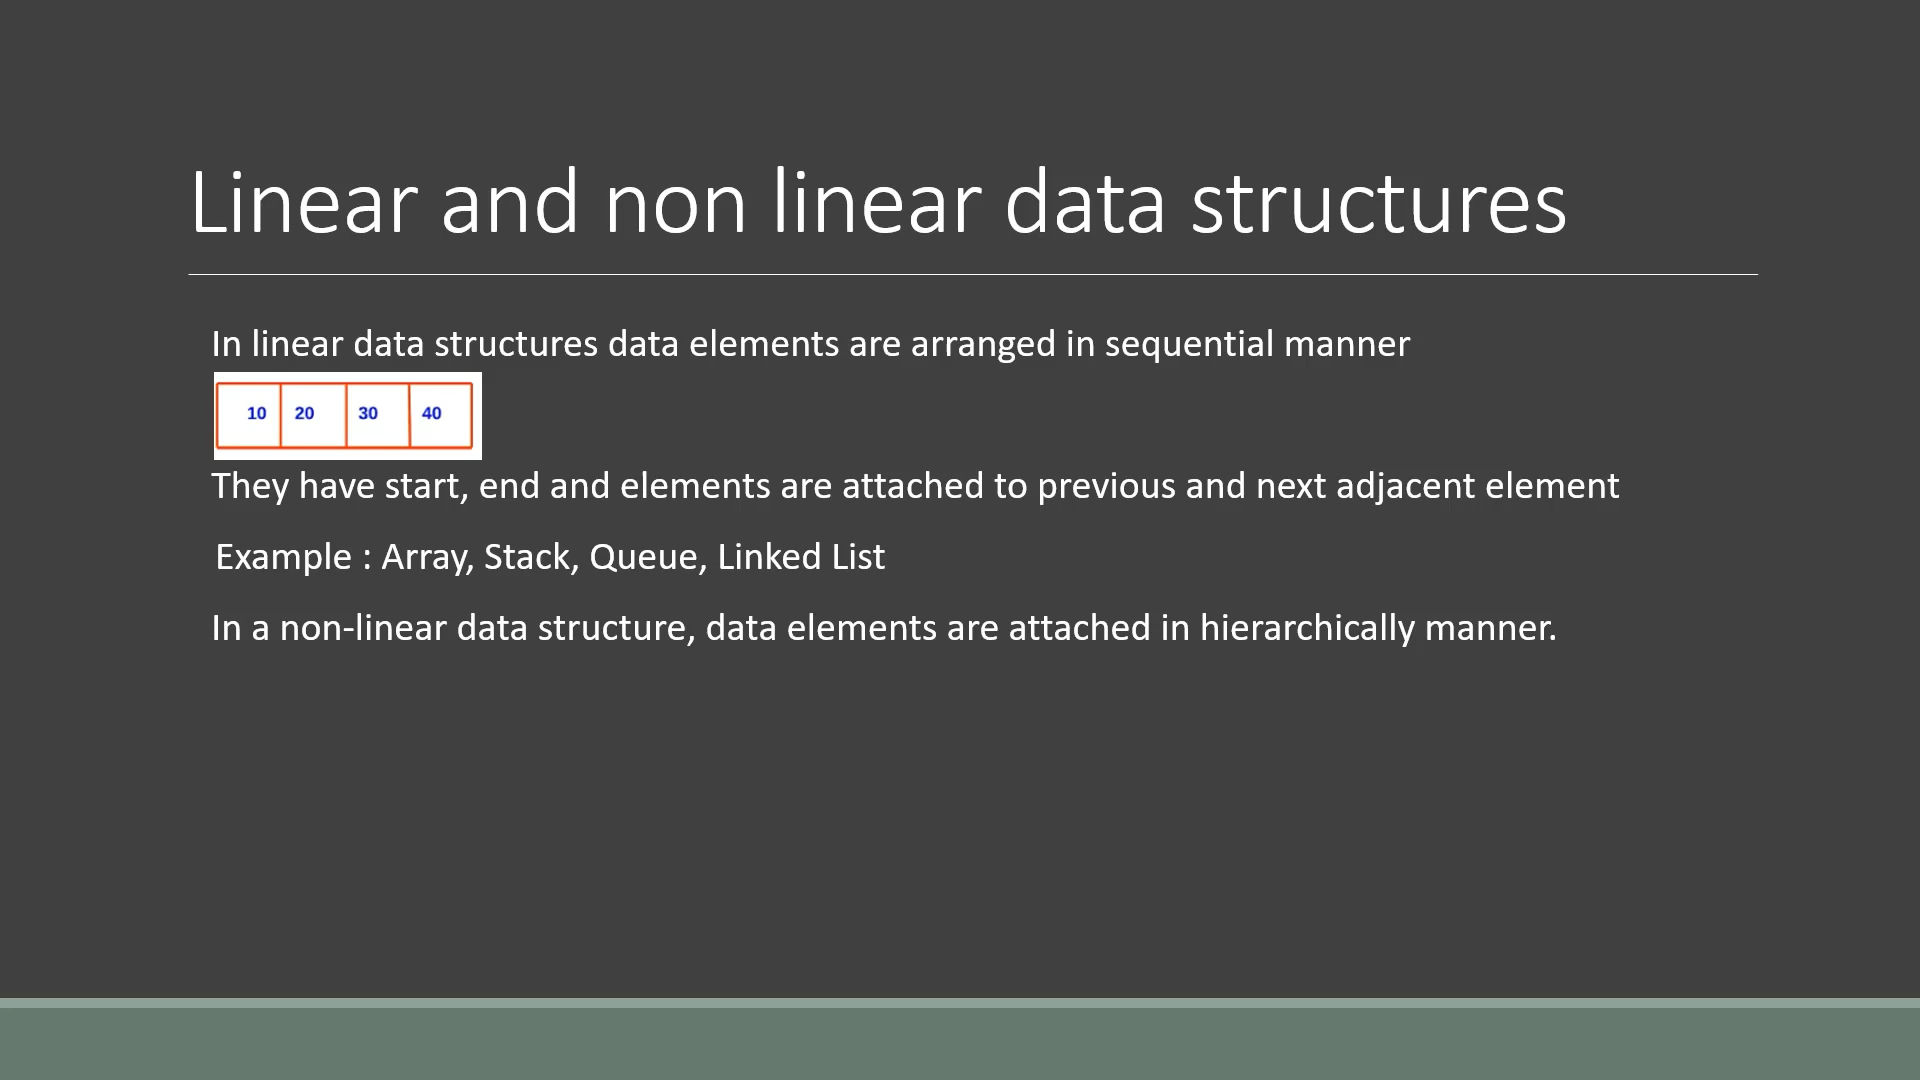 Linear and non linear data structures
In linear data structures data elements are arranged in sequential manner
10 20 30 40
They have start, end and elements are attached to previous and next adjacent element
Example : Array, Stack, Queue, Linked List
In a non-linear data structure, data elements are attached in hierarchically manner.